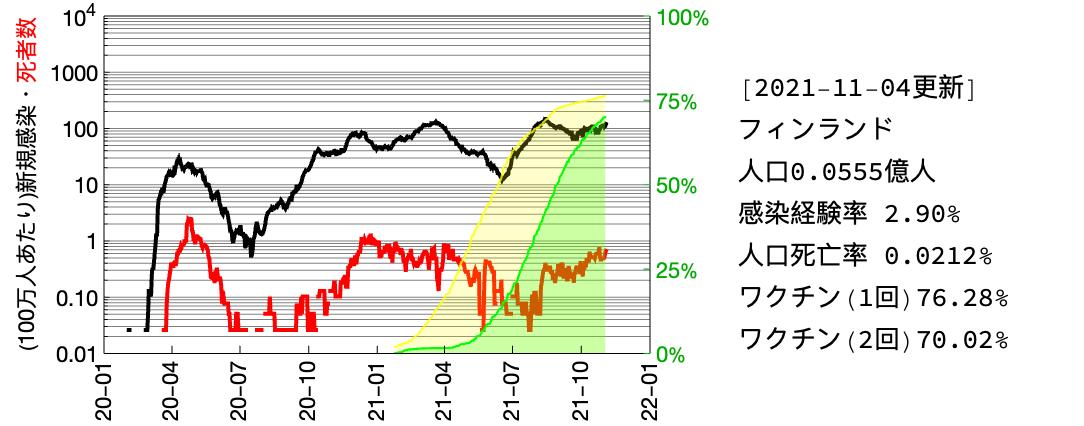 (100万人あたり)新規感染・死者数
10^4
1000
100
10
1
0.10
0.01
100%
75%
50%
25%
0%
20-01
20-04
20-07
20-10
21-01
21-04
21-07
21-10
22-01
[2021-11-04更新]
フィンランド
人口0.0555億人
感染経験率 2.90%
人口死亡率 0.0212%
ワクチン(1回)76.28%
ワクチン(2回)70.02%